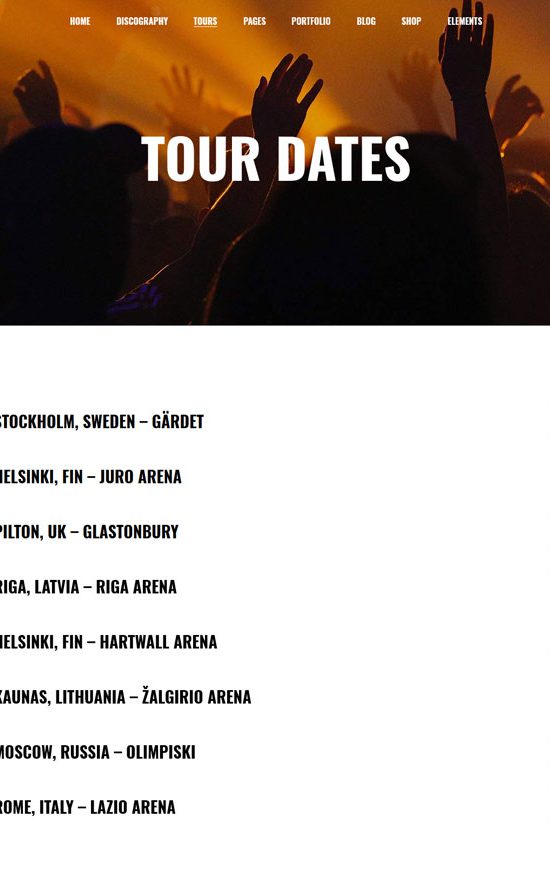 HOME DISCOGRAPHY TOURS PAGES PORTFOLIO BLOG SHOP ELEMENTS
TOUR DATES
STOCKHOLM, SWEDEN – GÄRDET
HELSINKI, FIN – JURO ARENA
PILTON, UK – GLASTONBURY
RIGA, LATVIA – RIGA ARENA
HELSINKI, FIN – HARTWALL ARENA
KAUNAS, LITHUANIA – ŽALGIRIO ARENA
MOSCOW, RUSSIA – OLIMPISKI
ROME, ITALY – LAZIO ARENA